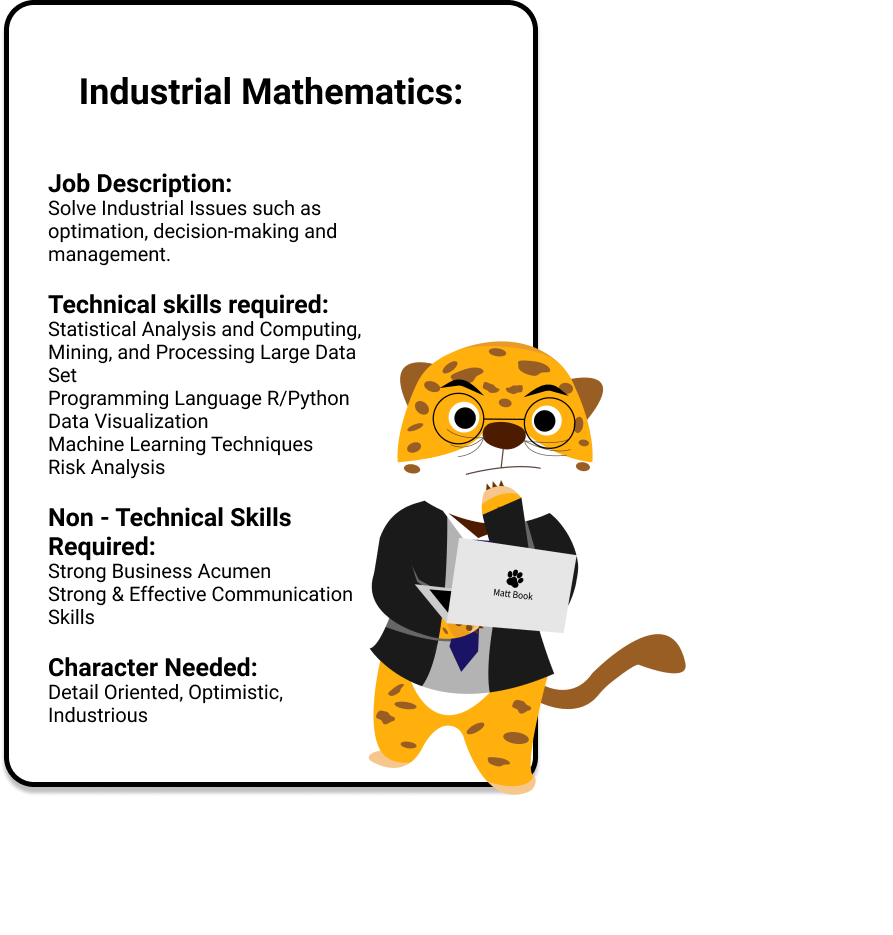 Industrial Mathematics:
Job Description:
Solve Industrial Issues such as
optimation, decision-making and
management.
Technical skills required:
Statistical Analysis and Computing,
Mining, and Processing Large Data
Set
Programming Language R/Python
Data Visualization
Machine Learning Techniques
Risk Analysis
Non - Technical Skills
Required:
Strong Business Acumen
Strong & Effective Communication
Skills
Character Needed:
Detail Oriented, Optimistic,
Industrious
Matt Book